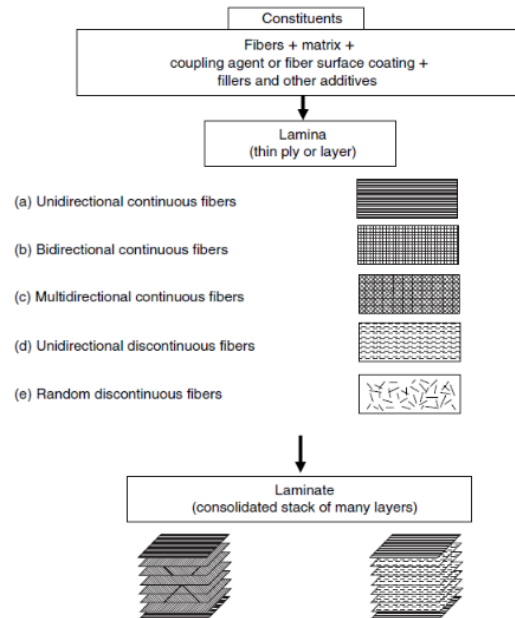 Constituents
Fibers + matrix +
coupling agent or fiber surface coating +
fillers and other additives
Lamina
(thin ply or layer)
(a) Unidirectional continuous fibers
(b) Bidirectional continuous fibers
(c) Multidirectional continuous fibers
(d) Unidirectional discontinuous fibers
(e) Random discontinuous fibers
Laminate
(consolidated stack of many layers)